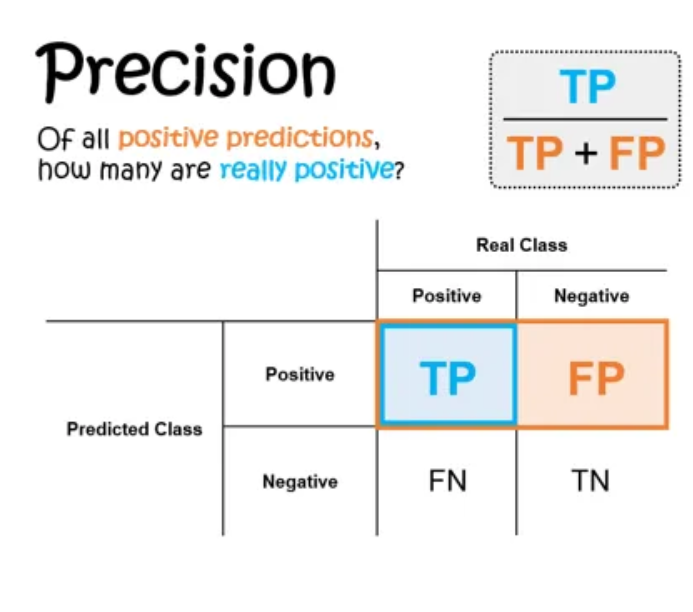 Precision
Of all positive predictions,
how many are really positive?
TP
TP + FP
Real Class
Positive Negative
Predicted Class
Positive TP FP
Negative FN TN